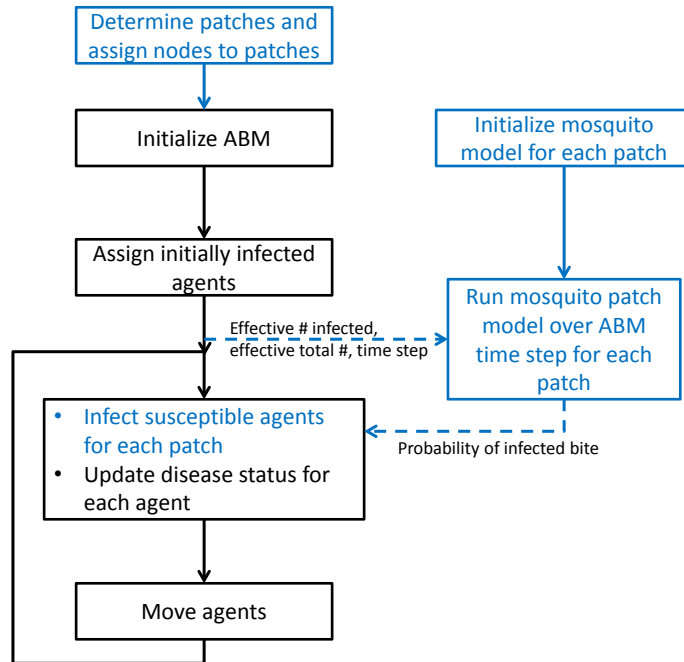 Determine patches and
assign nodes to patches
Initialize ABM
Initialize mosquito
model for each patch
Assign initially infected
agents
Effective # infected,
effective total #, time step
Run mosquito patch
model over ABM
time step for each
patch
• Infect susceptible agents
for each patch
• Update disease status for
each agent
Probability of infected bite
Move agents